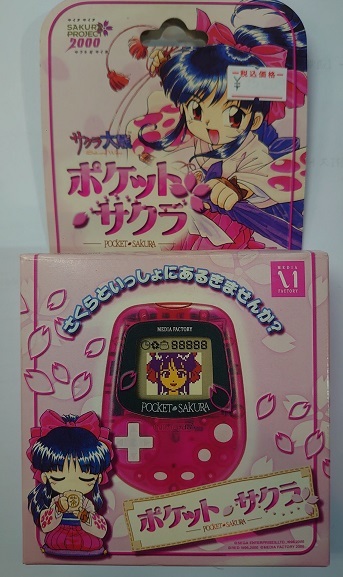 SAKURA PROJECT
2000
税込価格
¥
サクラ大戦
ポケット
サクラ
POCKET SAKURA
MEDIA FACTORY
さくらといっしょにあるきませんか?
MEDIA FACTORY
88888
POCKET SAKURA
ポケット・サクラ
POCKET SAKURA